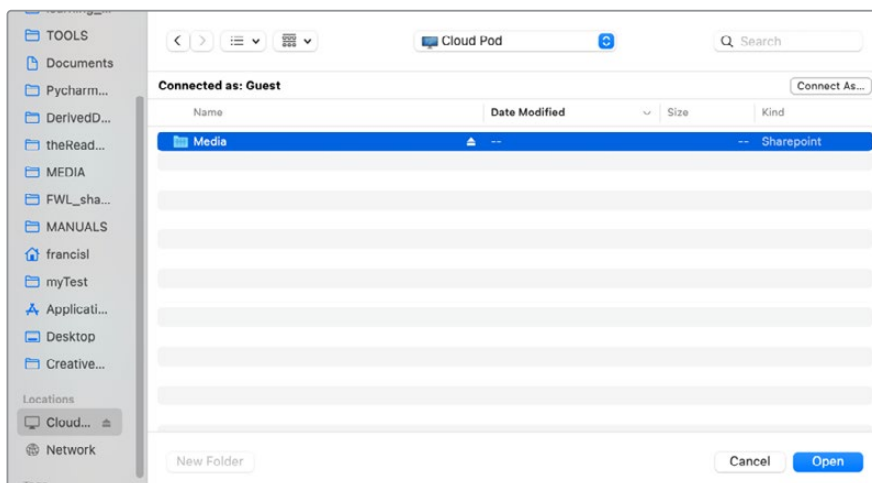 TOOLS
Documents
Pycharm...
DerivedD...
theRead...
MEDIA
FWL_sha...
MANUALS
francisl
myTest
Applicati...
Desktop
Creative...
Locations
Cloud...
Network
Cloud Pod
Search
Connected as: Guest
Connect As...
Name
Date Modified
Size
Kind
Media
--
--
Sharepoint
New Folder
Cancel
Open